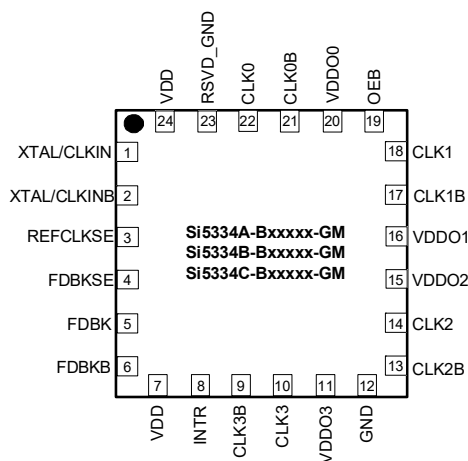 VDD
RSVD_GND
CLK0
CLK0B
VDDO0
OEB
24
23
22
21
20
19
XTAL/CLKIN 1
18 CLK1
XTAL/CLKINB 2
17 CLK1B
REFCLKSE 3
16 VDDO1
FDBKSE 4
15 VDDO2
FDBK 5
14 CLK2
FDBKB 6
13 CLK2B
Si5334A-Bxxxxx-GM
Si5334B-Bxxxxx-GM
Si5334C-Bxxxxx-GM
7
8
9
10
11
12
VDD
INTR
CLK3B
CLK3
VDDO3
GND